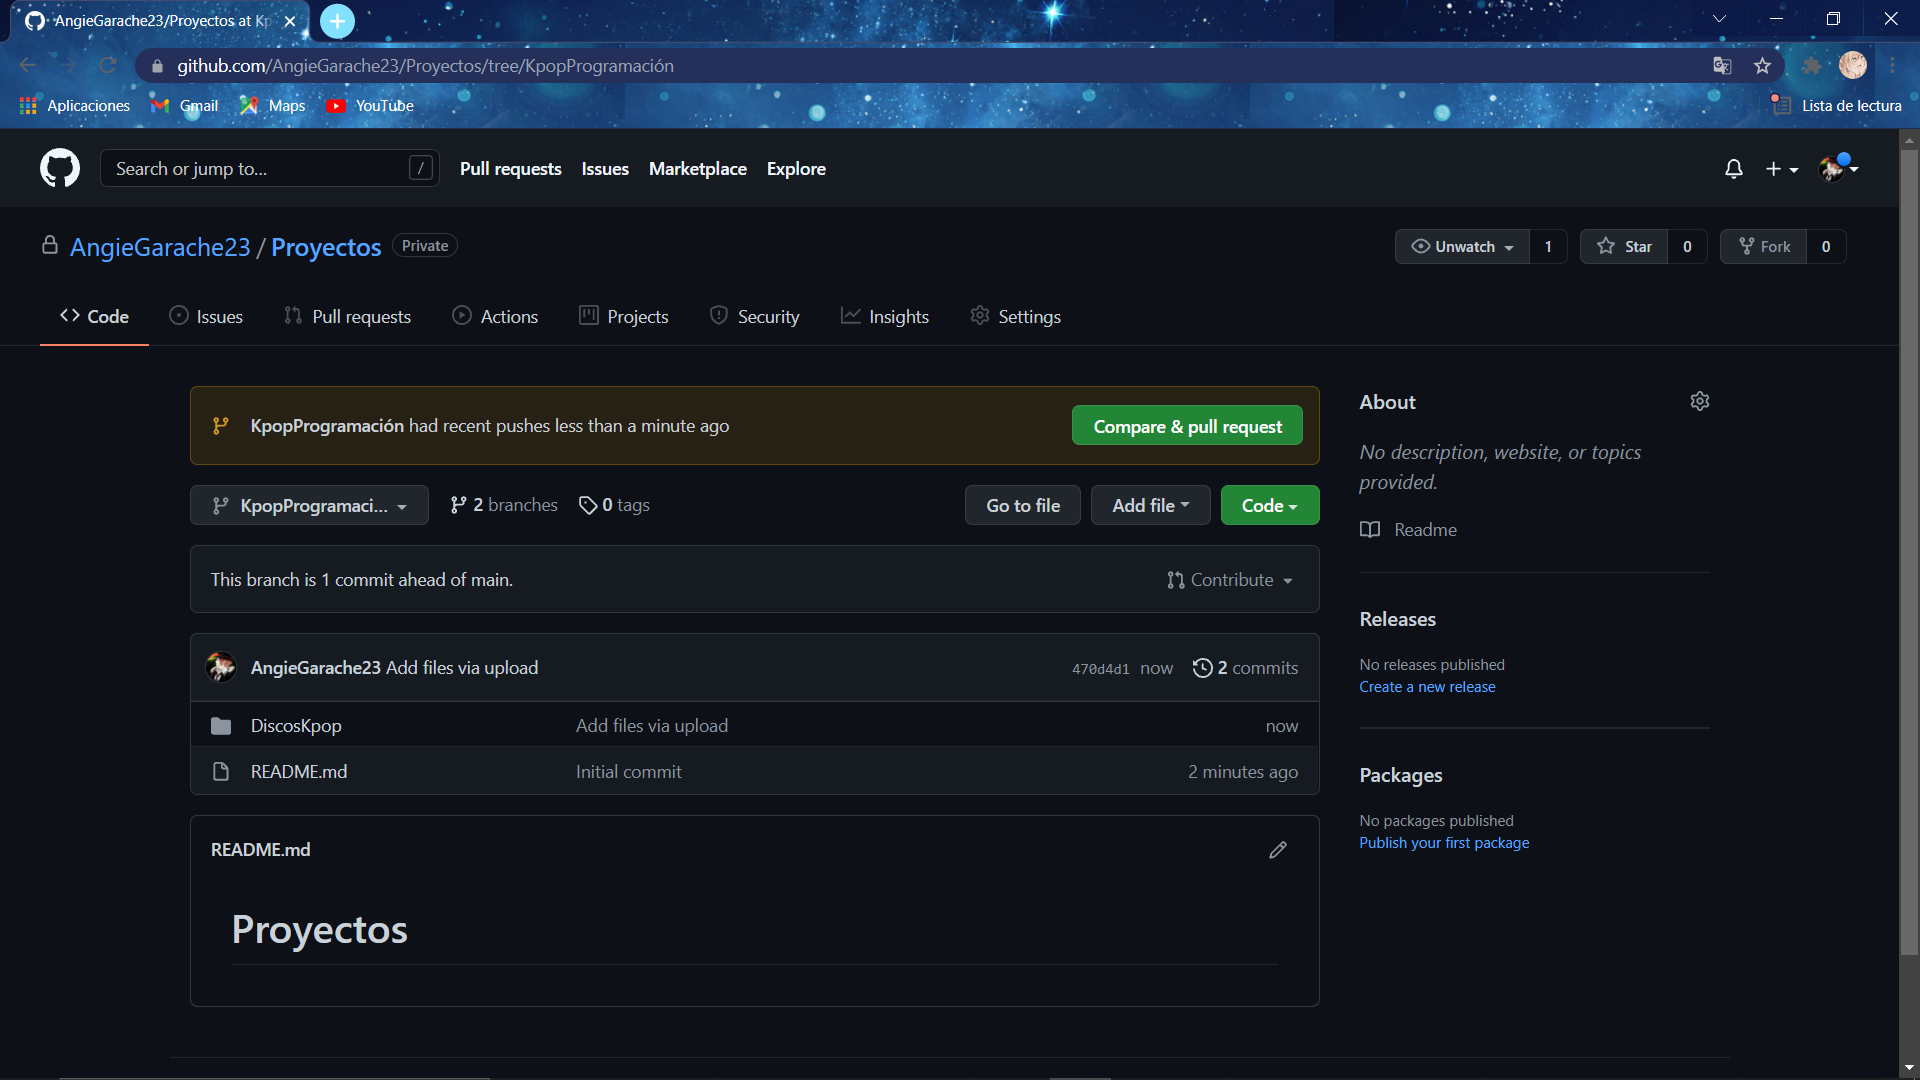 AngieGarache23/Proyectos at Kp
github.com/AngieGarache23/Proyectos/tree/KpopProgramación
Aplicaciones Gmail Maps YouTube Lista de lectura
Search or jump to... / Pull requests Issues Marketplace Explore
AngieGarache23 / Proyectos Private Unwatch 1 Star 0 Fork 0
Code Issues Pull requests Actions Projects Security Insights Settings
KpopProgramación had recent pushes less than a minute ago Compare & pull request
KpopProgramaci... 2 branches 0 tags Go to file Add file Code
This branch is 1 commit ahead of main. Contribute
AngieGarache23 Add files via upload 470d4d1 now 2 commits
DiscosKpop Add files via upload now
README.md Initial commit 2 minutes ago
README.md
Proyectos
About
No description, website, or topics
provided.
Readme
Releases
No releases published
Create a new release
Packages
No packages published
Publish your first package